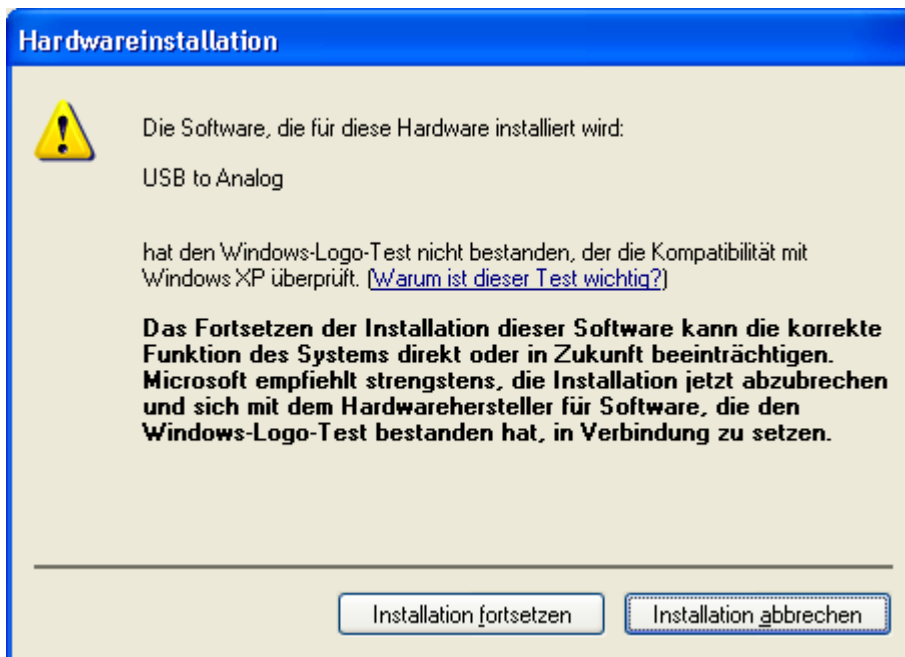 Hardwareinstallation
Die Software, die für diese Hardware installiert wird:
USB to Analog
hat den Windows-Logo-Test nicht bestanden, der die Kompatibilität mit
Windows XP überprüft. (Warum ist dieser Test wichtig?)
Das Fortsetzen der Installation dieser Software kann die korrekte
Funktion des Systems direkt oder in Zukunft beeinträchtigen.
Microsoft empfiehlt strengstens, die Installation jetzt abzubrechen
und sich mit dem Hardwarehersteller für Software, die den
Windows-Logo-Test bestanden hat, in Verbindung zu setzen.
Installation fortsetzen
Installation abbrechen